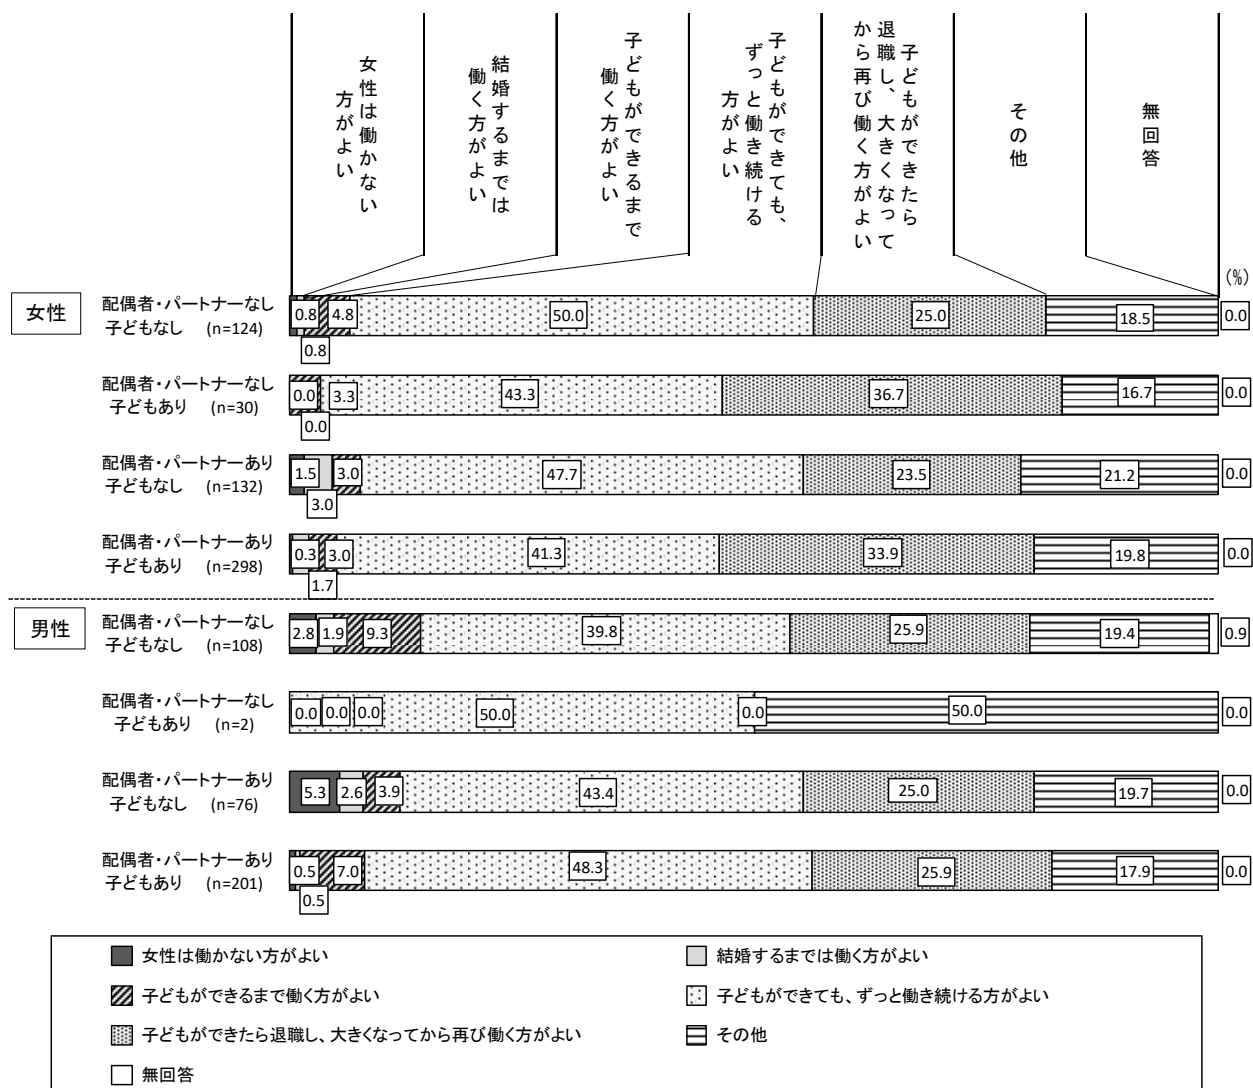 女性は働かない
方がよい
結婚するまでは
働く方がよい
子どもができるまで
働く方がよい
子どもができても、
ずっと働き続ける
方がよい
子どもができたら
退職し、大きくなって
から再び働く方がよい
その他
無回答
(%)
女性
配偶者・パートナーなし
子どもなし (n=124)
0.8 4.8 50.0 25.0 18.5 0.0
0.8
配偶者・パートナーなし
子どもあり (n=30)
0.0 3.3 43.3 36.7 16.7 0.0
0.0
配偶者・パートナーあり
子どもなし (n=132)
1.5 3.0 47.7 23.5 21.2 0.0
3.0
配偶者・パートナーあり
子どもあり (n=298)
0.3 3.0 41.3 33.9 19.8 0.0
1.7
男性
配偶者・パートナーなし
子どもなし (n=108)
2.8 1.9 9.3 39.8 25.9 19.4 0.9
配偶者・パートナーなし
子どもあり (n=2)
0.0 0.0 0.0 50.0 0.0 50.0 0.0
配偶者・パートナーあり
子どもなし (n=76)
5.3 2.6 3.9 43.4 25.0 19.7 0.0
配偶者・パートナーあり
子どもあり (n=201)
0.5 7.0 48.3 25.9 17.9 0.0
0.5
女性は働かない方がよい
結婚するまでは働く方がよい
子どもができるまで働く方がよい
子どもができても、ずっと働き続ける方がよい
子どもができたら退職し、大きくなってから再び働く方がよい
その他
無回答